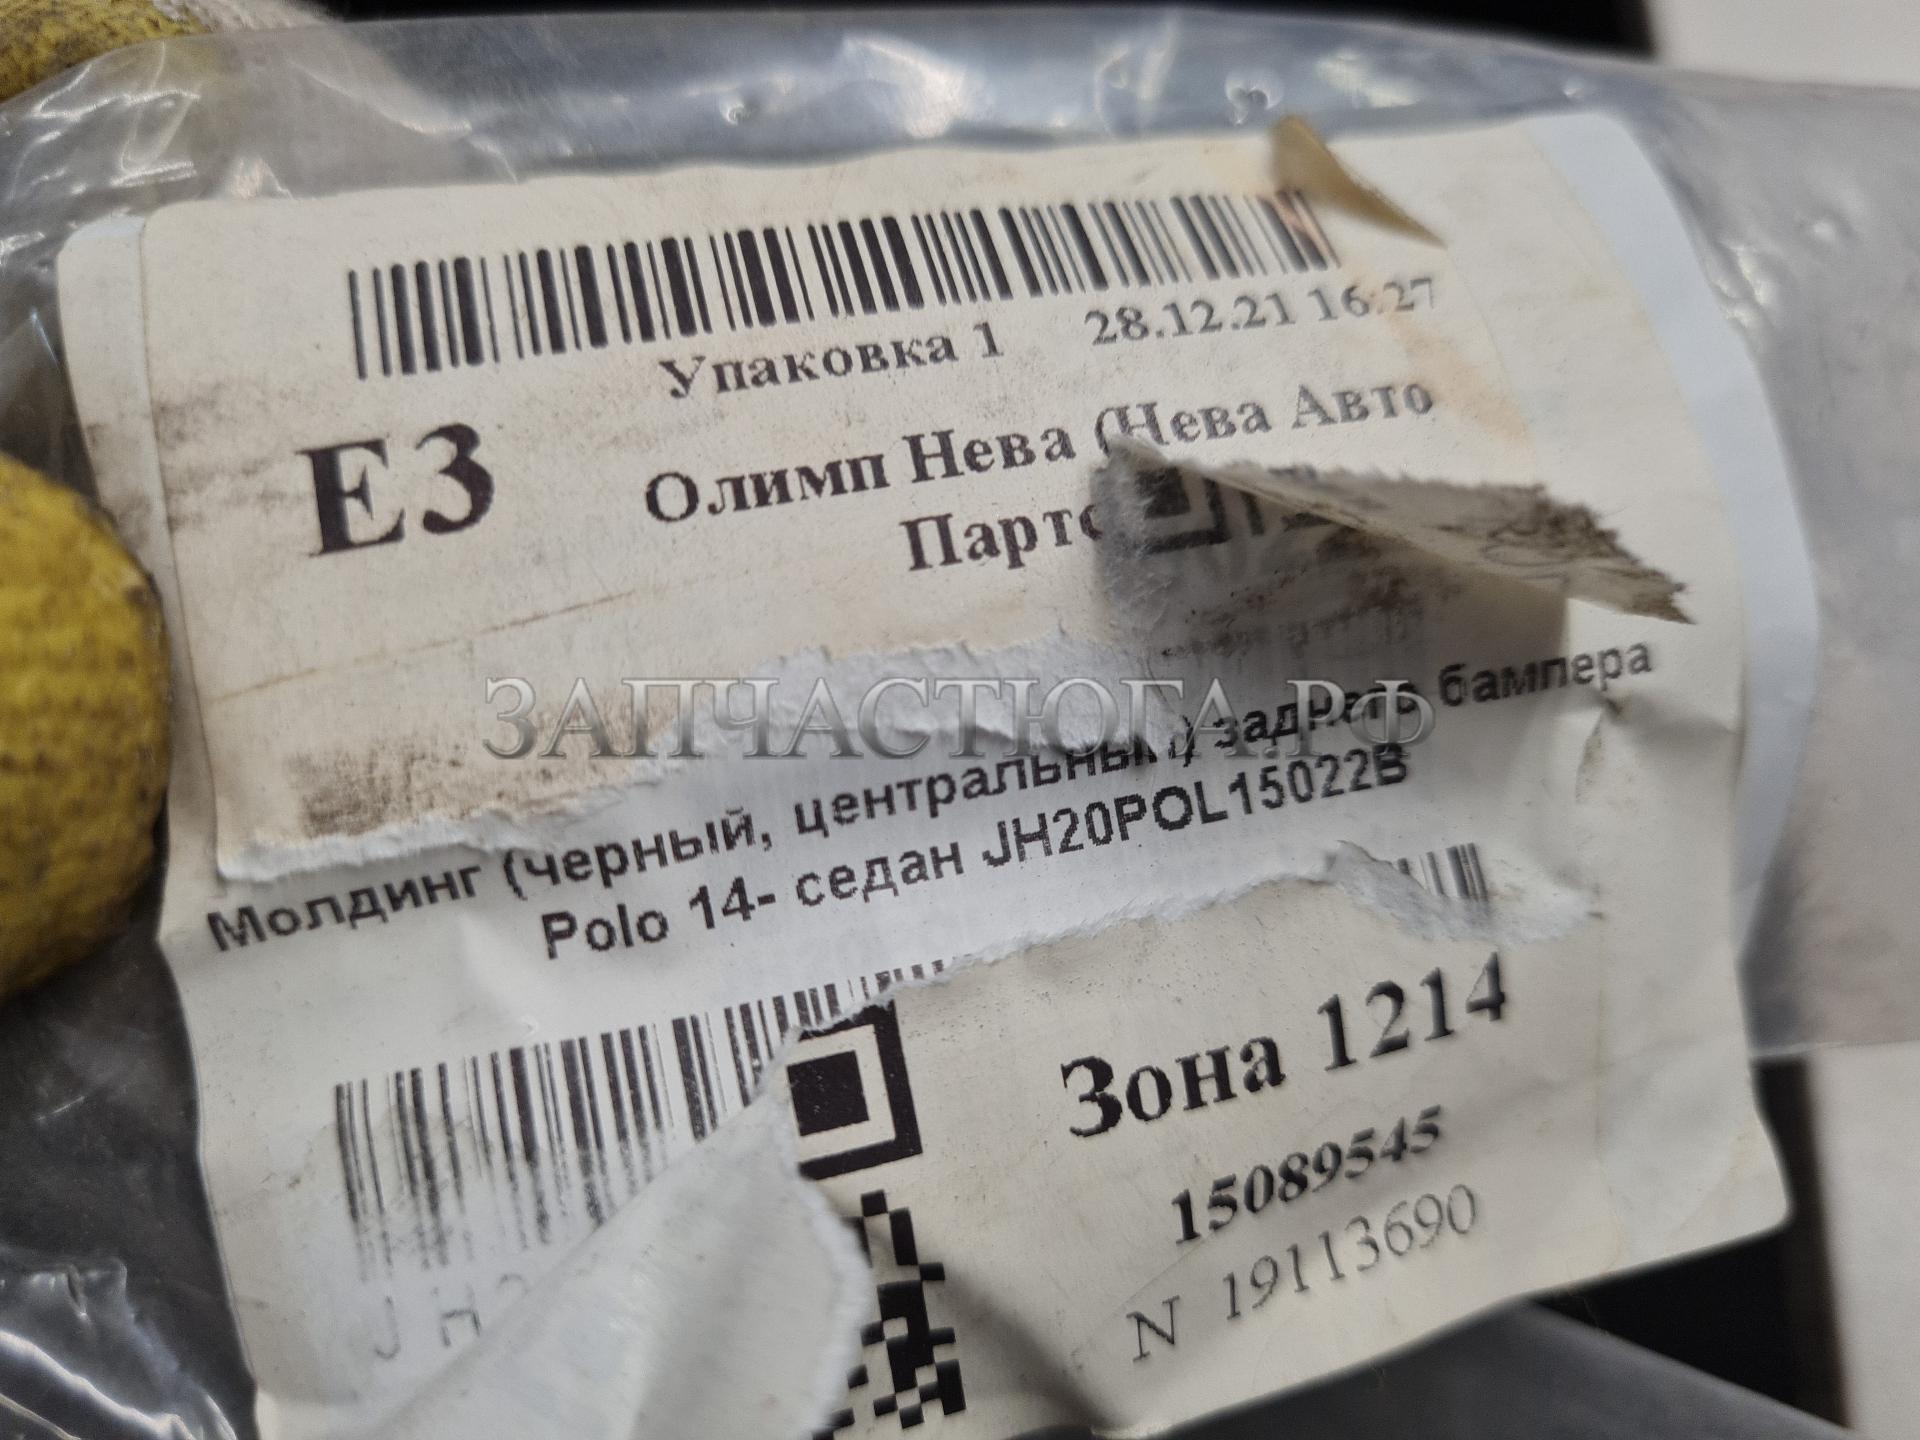 Упаковка 1 28.12.21 16:27
E3
Олимп Нева (Нева Авто
Партс
ЗАПЧАСТЮГА.РФ
Молдинг (черный, центральный) заднего бампера
Polo 14- седан JH20POL15022B
Зона 1214
15089545
N 19113690
J H